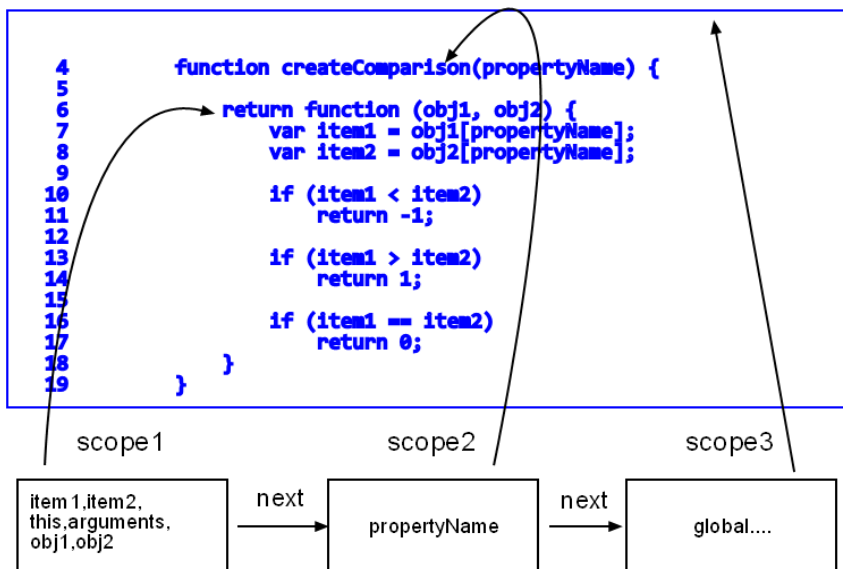 4 function createComparison(propertyName) {
5
6 return function (obj1, obj2) {
7 var item1 = obj1[propertyName];
8 var item2 = obj2[propertyName];
9
10 if (item1 < item2)
11 return -1;
12
13 if (item1 > item2)
14 return 1;
15
16 if (item1 == item2)
17 return 0;
18 }
19 }
scope1 scope2 scope3
item1,item2,
this,arguments,
obj1,obj2
next
propertyName
next
global....